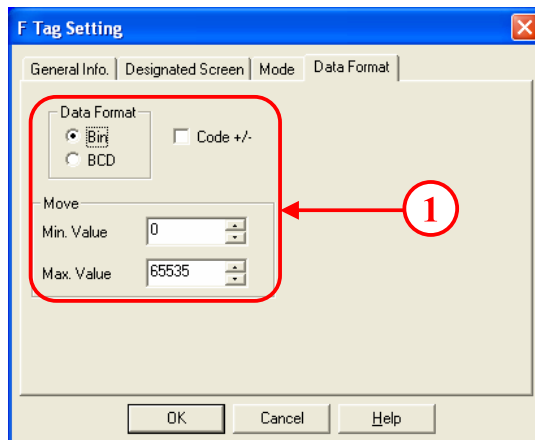 F Tag Setting
General Info. Designated Screen Mode Data Format
Data Format
Bin Code +/-
BCD
1
Move
Min. Value 0
Max. Value 65535
OK Cancel Help